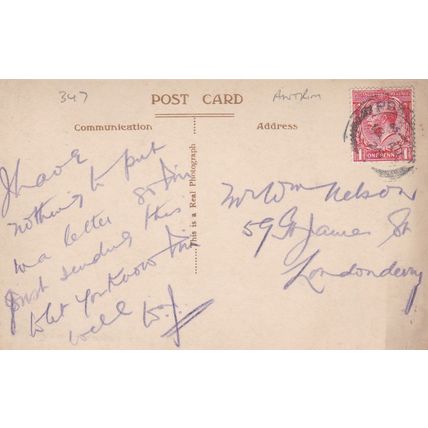 347
POST CARD
ANTRIM
Communication
Address
This is a Real Photograph
ONE PENNY
I have
nothing to put
in a letter so I'm
just sending this
to let you know I'm
well W.J.
Mr Wm Nelson
59 St James St
Londonderry